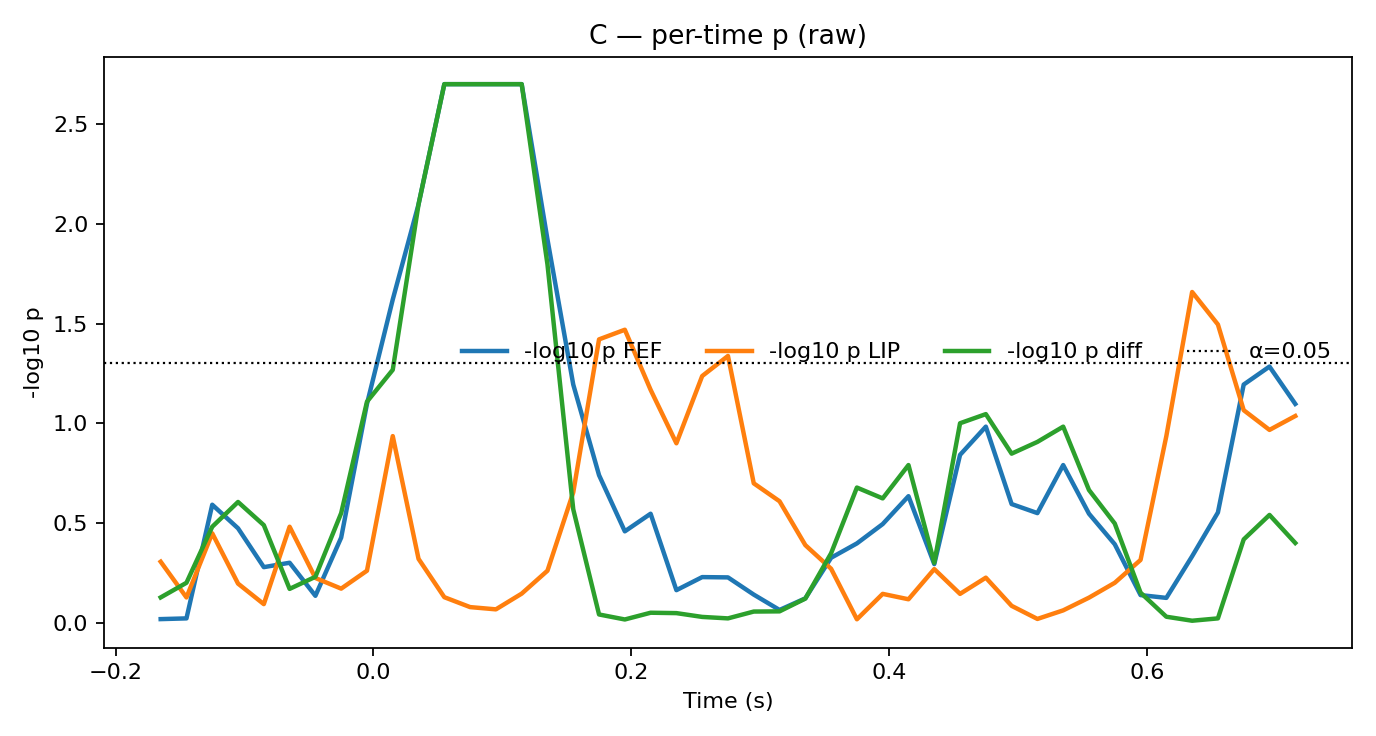 C — per-time p (raw)
-log10 p
2.5
2.0
1.5
1.0
0.5
0.0
-log10 p FEF
-log10 p LIP
-log10 p diff
α=0.05
−0.2
0.0
0.2
0.4
0.6
Time (s)